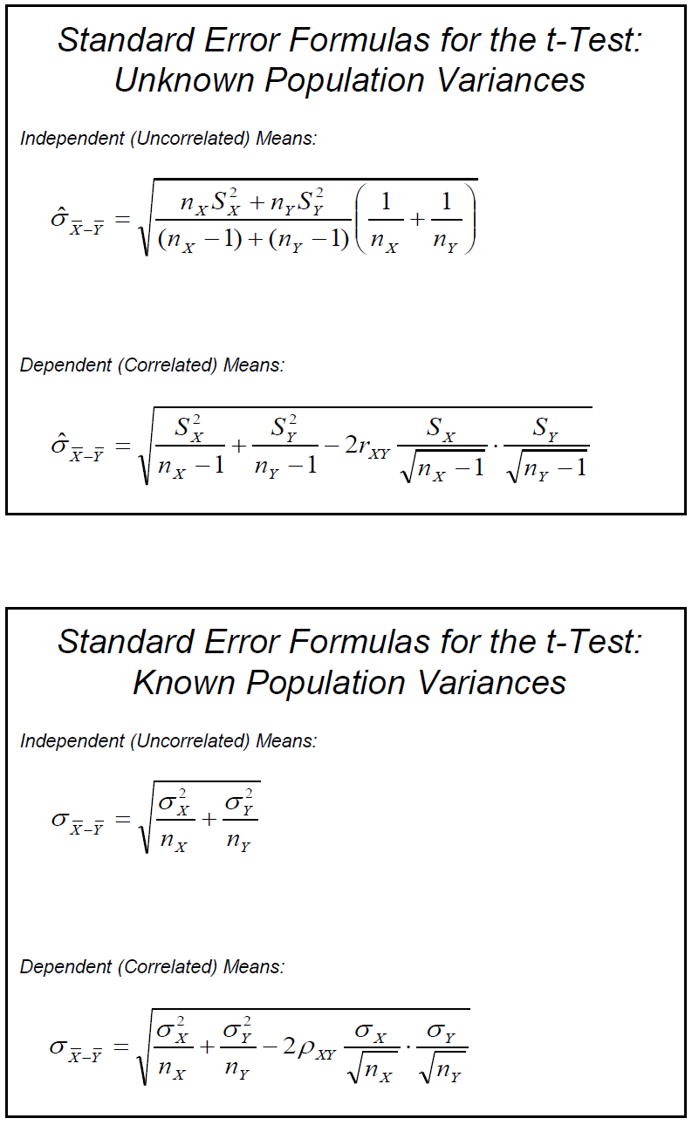 Standard Error Formulas for the t-Test:
Unknown Population Variances
Independent (Uncorrelated) Means:
$\hat{\sigma}_{\overline{X}-\overline{Y}} = \sqrt{\frac{n_X S_X^2 + n_Y S_Y^2}{(n_X - 1) + (n_Y - 1)} \left( \frac{1}{n_X} + \frac{1}{n_Y} \right)}$
Dependent (Correlated) Means:
$\hat{\sigma}_{\overline{X}-\overline{Y}} = \sqrt{\frac{S_X^2}{n_X - 1} + \frac{S_Y^2}{n_Y - 1} - 2r_{XY} \frac{S_X}{\sqrt{n_X - 1}} \cdot \frac{S_Y}{\sqrt{n_Y - 1}}}$
Standard Error Formulas for the t-Test:
Known Population Variances
Independent (Uncorrelated) Means:
$\sigma_{\overline{X}-\overline{Y}} = \sqrt{\frac{\sigma_X^2}{n_X} + \frac{\sigma_Y^2}{n_Y}}$
Dependent (Correlated) Means:
$\sigma_{\overline{X}-\overline{Y}} = \sqrt{\frac{\sigma_X^2}{n_X} + \frac{\sigma_Y^2}{n_Y} - 2\rho_{XY} \frac{\sigma_X}{\sqrt{n_X}} \cdot \frac{\sigma_Y}{\sqrt{n_Y}}}$